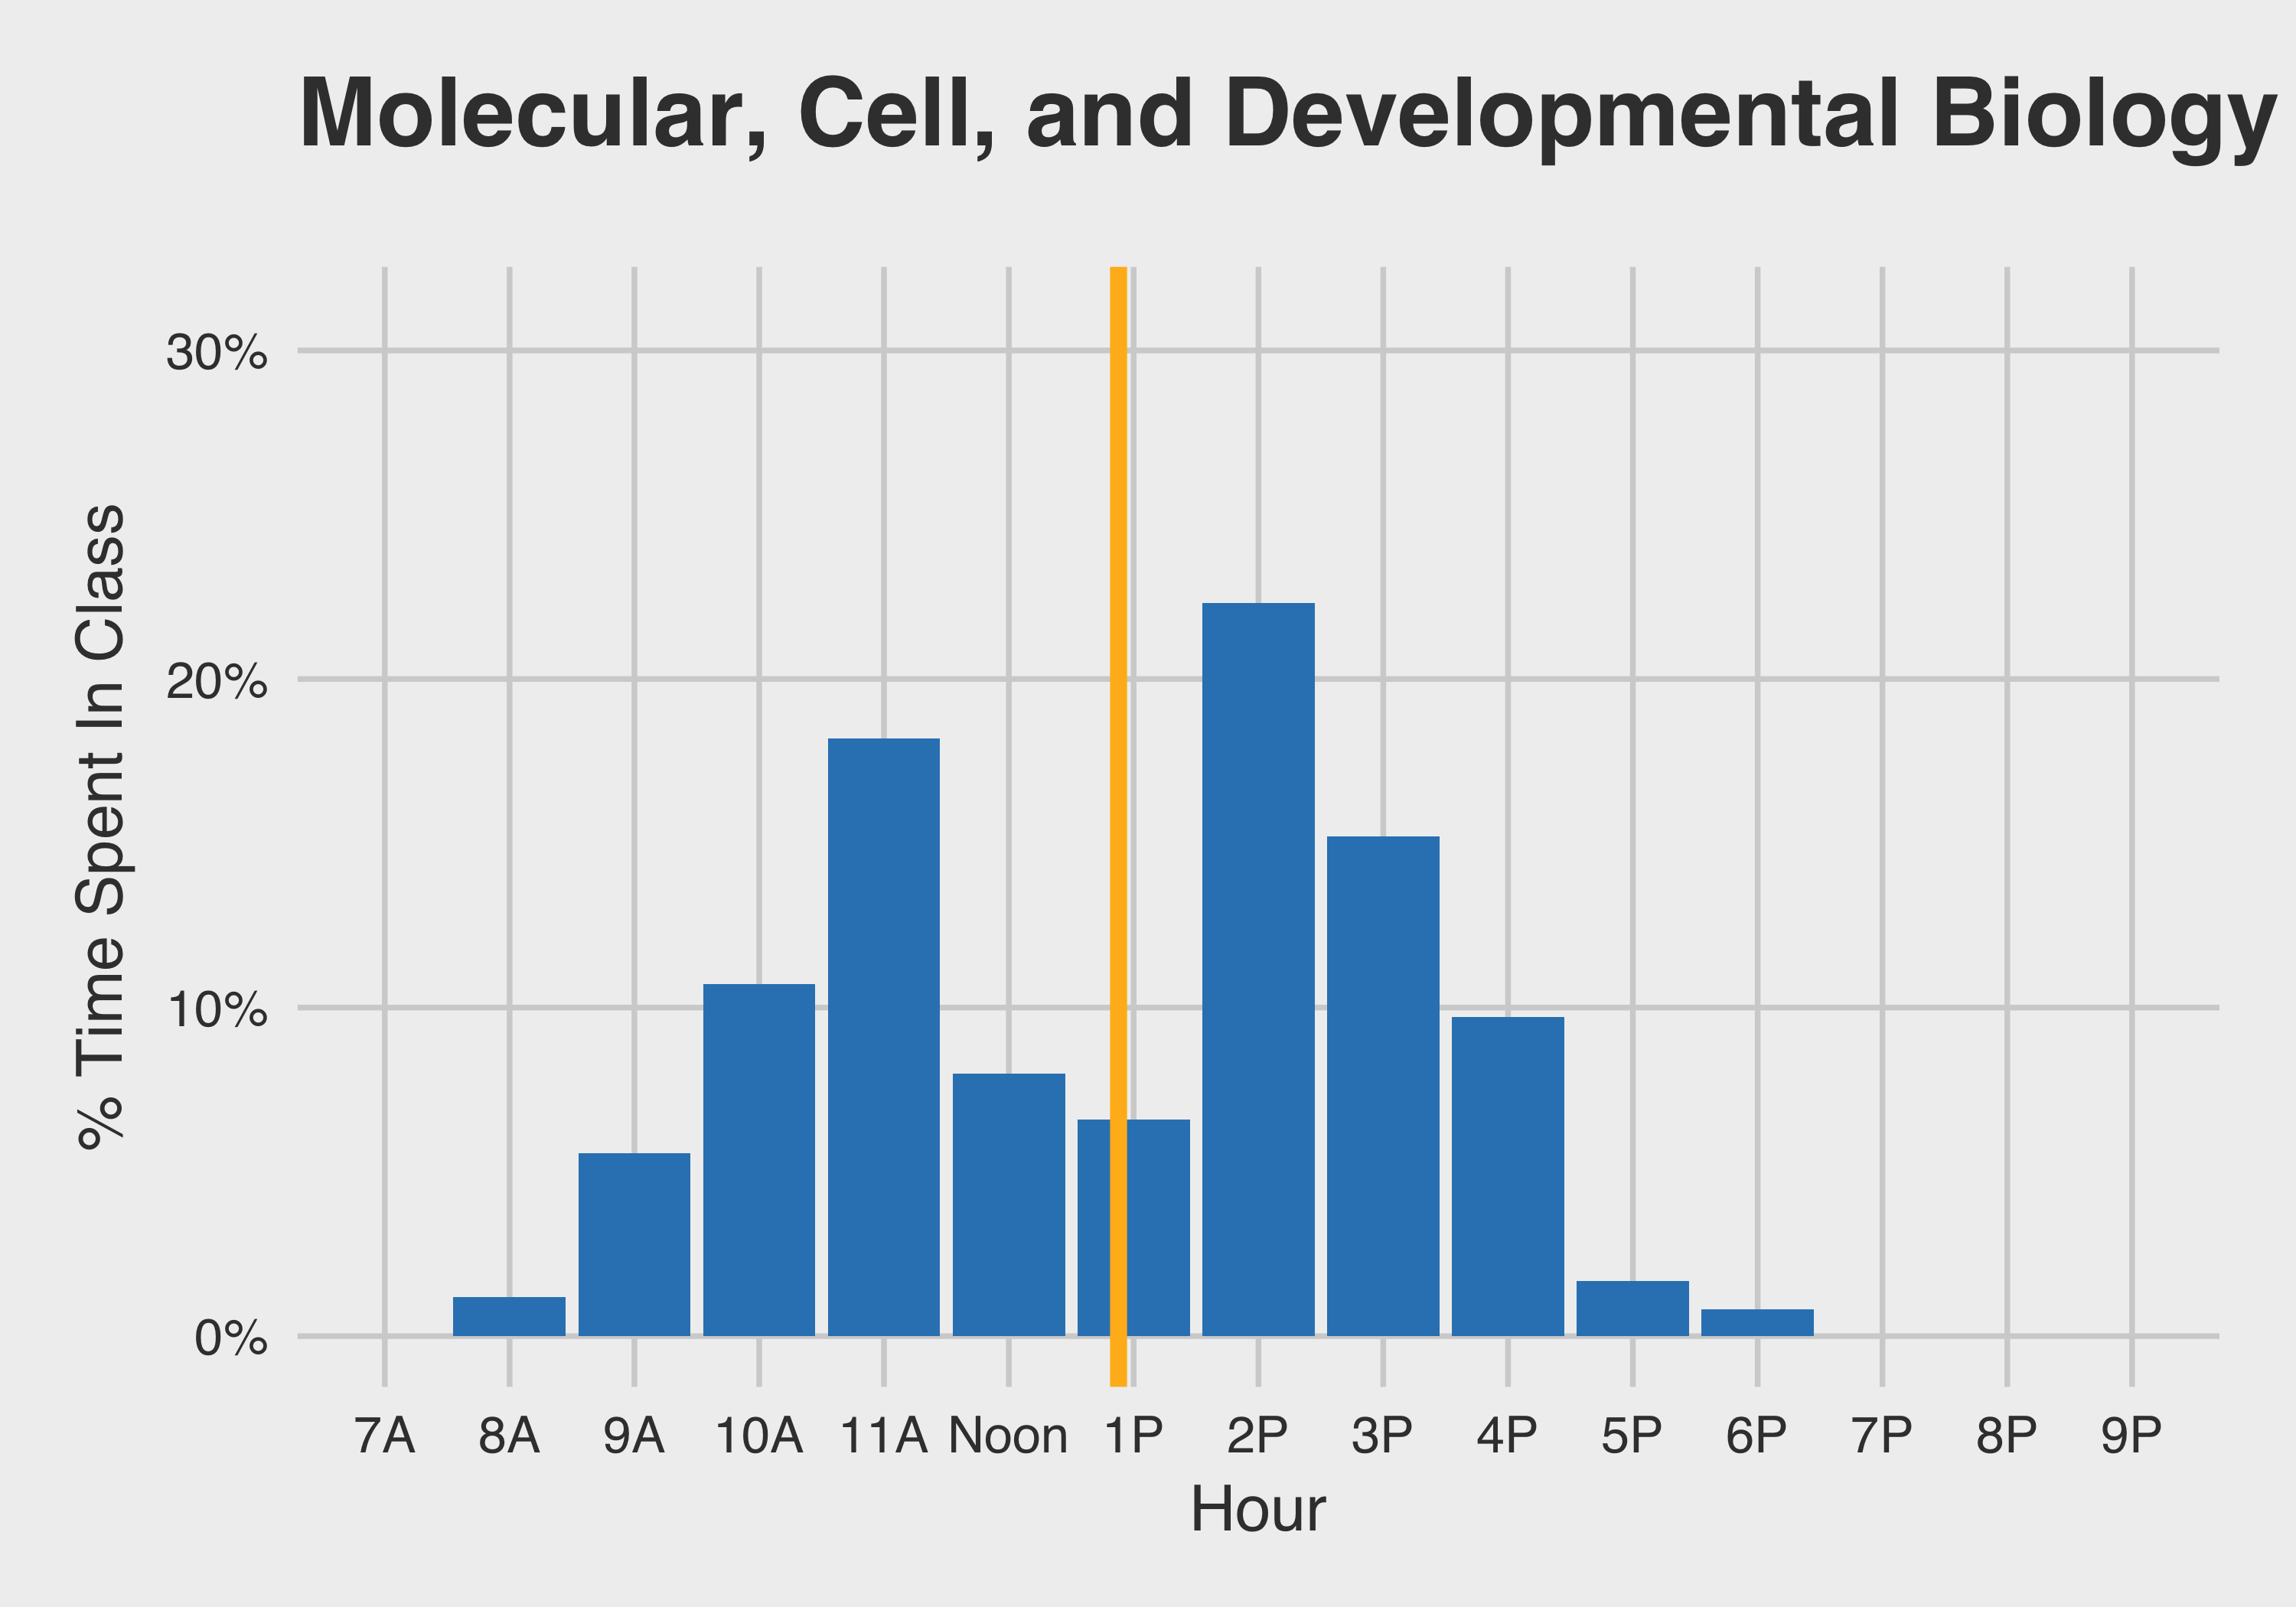 Molecular, Cell, and Developmental Biology
% Time Spent In Class
30%
20%
10%
0%
7A 8A 9A 10A 11A Noon 1P 2P 3P 4P 5P 6P 7P 8P 9P
Hour